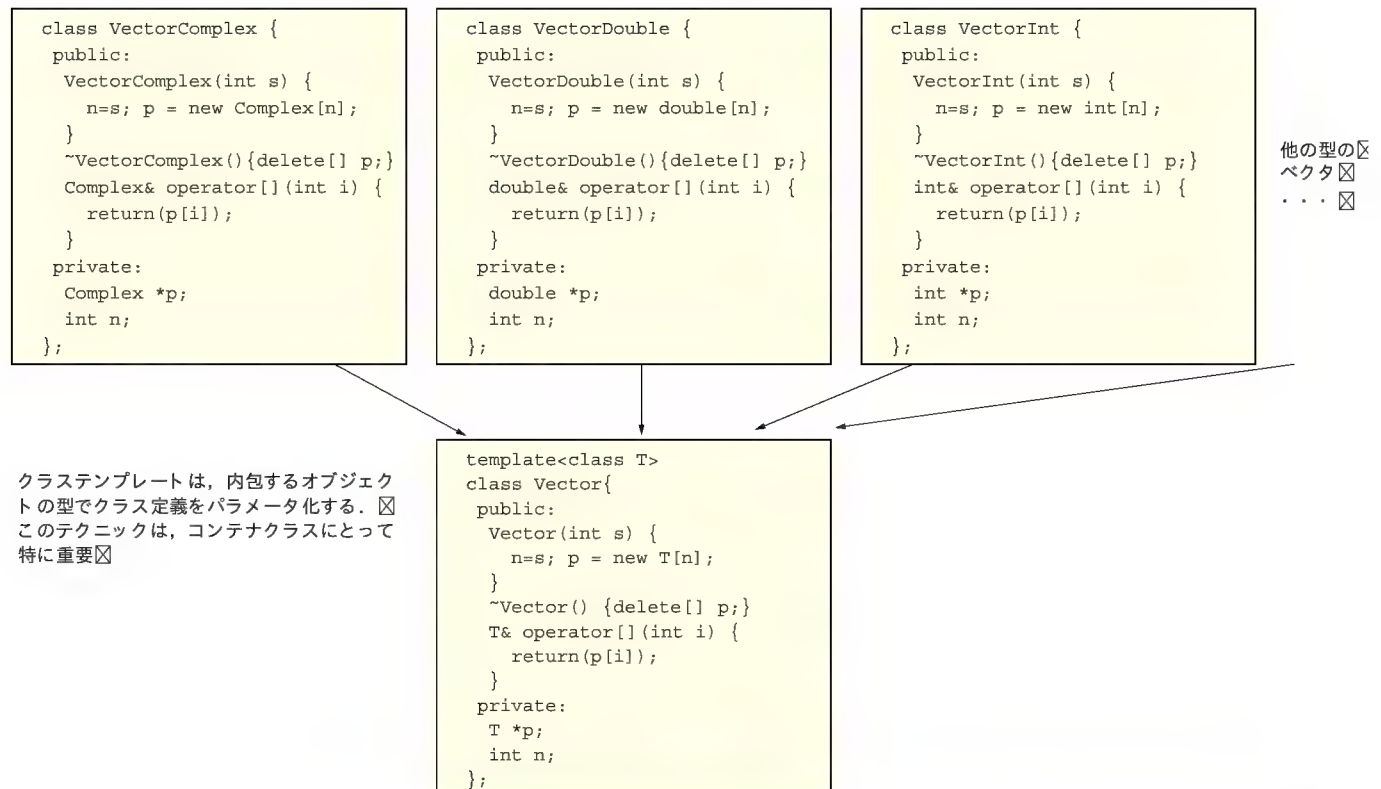 class VectorComplex {
public:
VectorComplex(int s) {
n=s; p = new Complex[n];
}
~VectorComplex(){delete[] p;}
Complex& operator[](int i) {
return(p[i]);
}
private:
Complex *p;
int n;
};
class VectorDouble {
public:
VectorDouble(int s) {
n=s; p = new double[n];
}
~VectorDouble(){delete[] p;}
double& operator[](int i) {
return(p[i]);
}
private:
double *p;
int n;
};
class VectorInt {
public:
VectorInt(int s) {
n=s; p = new int[n];
}
~VectorInt(){delete[] p;}
int& operator[](int i) {
return(p[i]);
}
private:
int *p;
int n;
};
他の型の
ベクタ
・・・
クラステンプレートは，内包するオブジェク
トの型でクラス定義をパラメータ化する．
このテクニックは，コンテナクラスにとって
特に重要
template<class T>
class Vector{
public:
Vector(int s) {
n=s; p = new T[n];
}
~Vector() {delete[] p;}
T& operator[](int i) {
return(p[i]);
}
private:
T *p;
int n;
};